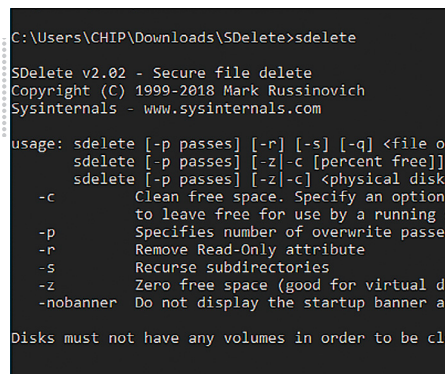 C:\Users\CHIP\Downloads\SDelete>sdelete
SDelete v2.02 - Secure file delete
Copyright (C) 1999-2018 Mark Russinovich
Sysinternals - www.sysinternals.com
usage: sdelete [-p passes] [-r] [-s] [-q] <file o
sdelete [-p passes] [-z|-c [percent free]]
sdelete [-p passes] [-z|-c] <physical disk
-c Clean free space. Specify an option
to leave free for use by a running
-p Specifies number of overwrite passe
-r Remove Read-Only attribute
-s Recurse subdirectories
-z Zero free space (good for virtual d
-nobanner Do not display the startup banner a
Disks must not have any volumes in order to be cl